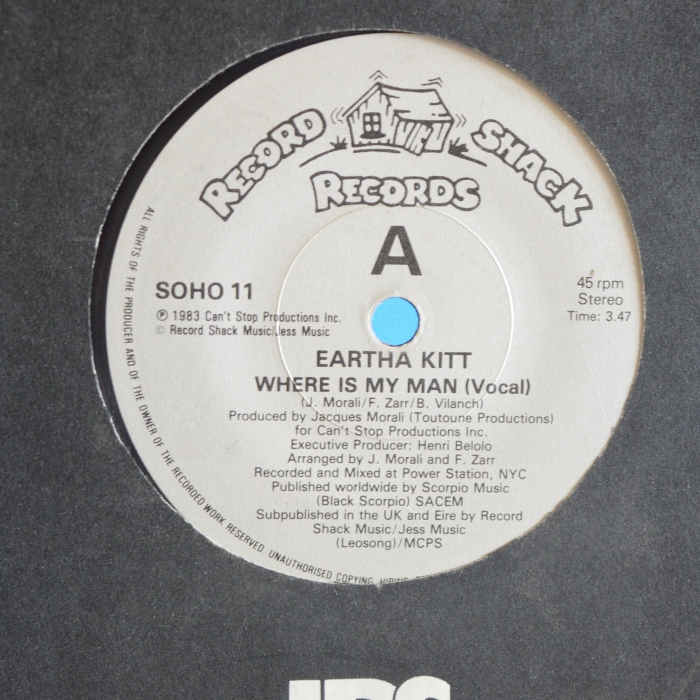 RECORD SHACK
RECORDS
A
SOHO 11
℗ 1983 Can't Stop Productions Inc.
© Record Shack Music/Jess Music
45 rpm
Stereo
Time: 3.47
EARTHA KITT
WHERE IS MY MAN (Vocal)
(J. Morali/F. Zarr/B. Vilanch)
Produced by Jacques Morali (Toutoune Productions)
for Can't Stop Productions Inc.
Executive Producer: Henri Belolo
Arranged by J. Morali and F. Zarr
Recorded and Mixed at Power Station, NYC
Published worldwide by Scorpio Music
(Black Scorpio) SACEM
Subpublished in the UK and Eire by Record
Shack Music/Jess Music
(Leosong)/MCPS
ALL RIGHTS OF THE PRODUCER AND OF THE OWNER OF THE RECORDED WORK RESERVED. UNAUTHORISED COPYING,